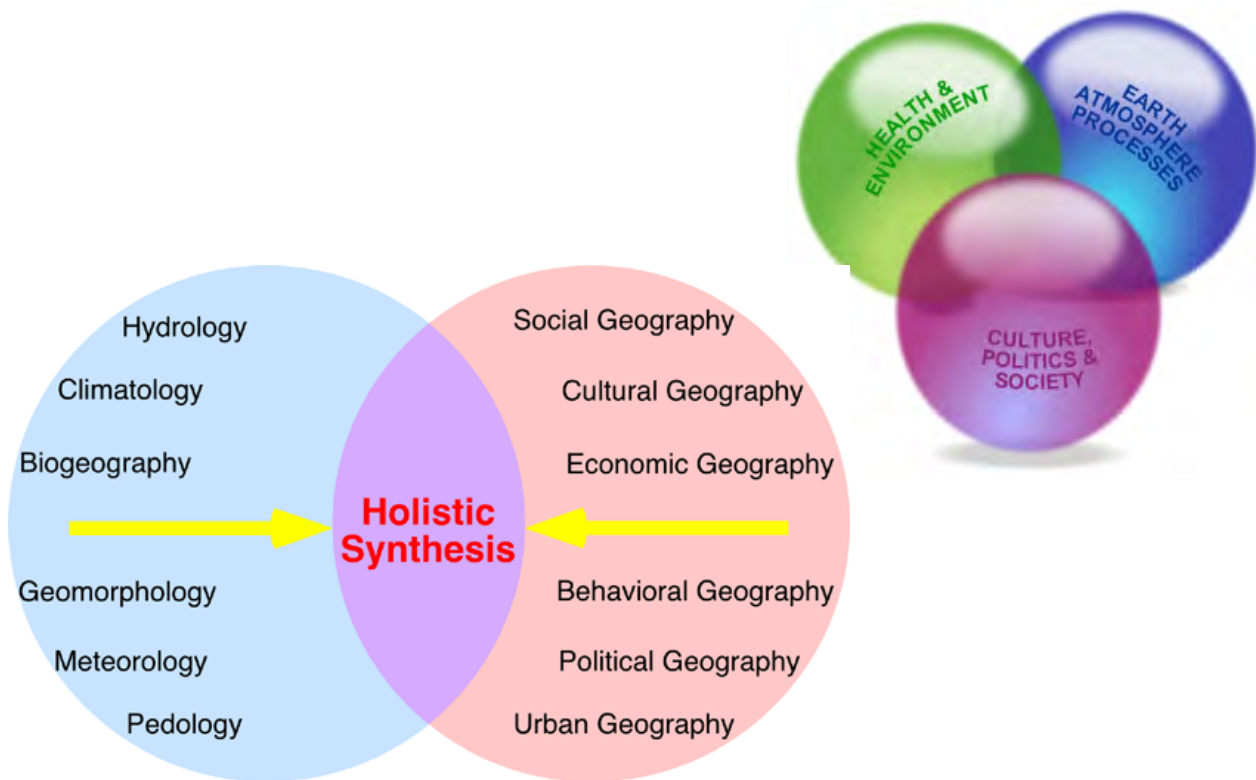 HEALTH &
ENVIRONMENT
EARTH
ATMOSPHERE
PROCESSES
CULTURE,
POLITICS &
SOCIETY
Hydrology
Climatology
Biogeography
Geomorphology
Meteorology
Pedology
Holistic
Synthesis
Social Geography
Cultural Geography
Economic Geography
Behavioral Geography
Political Geography
Urban Geography